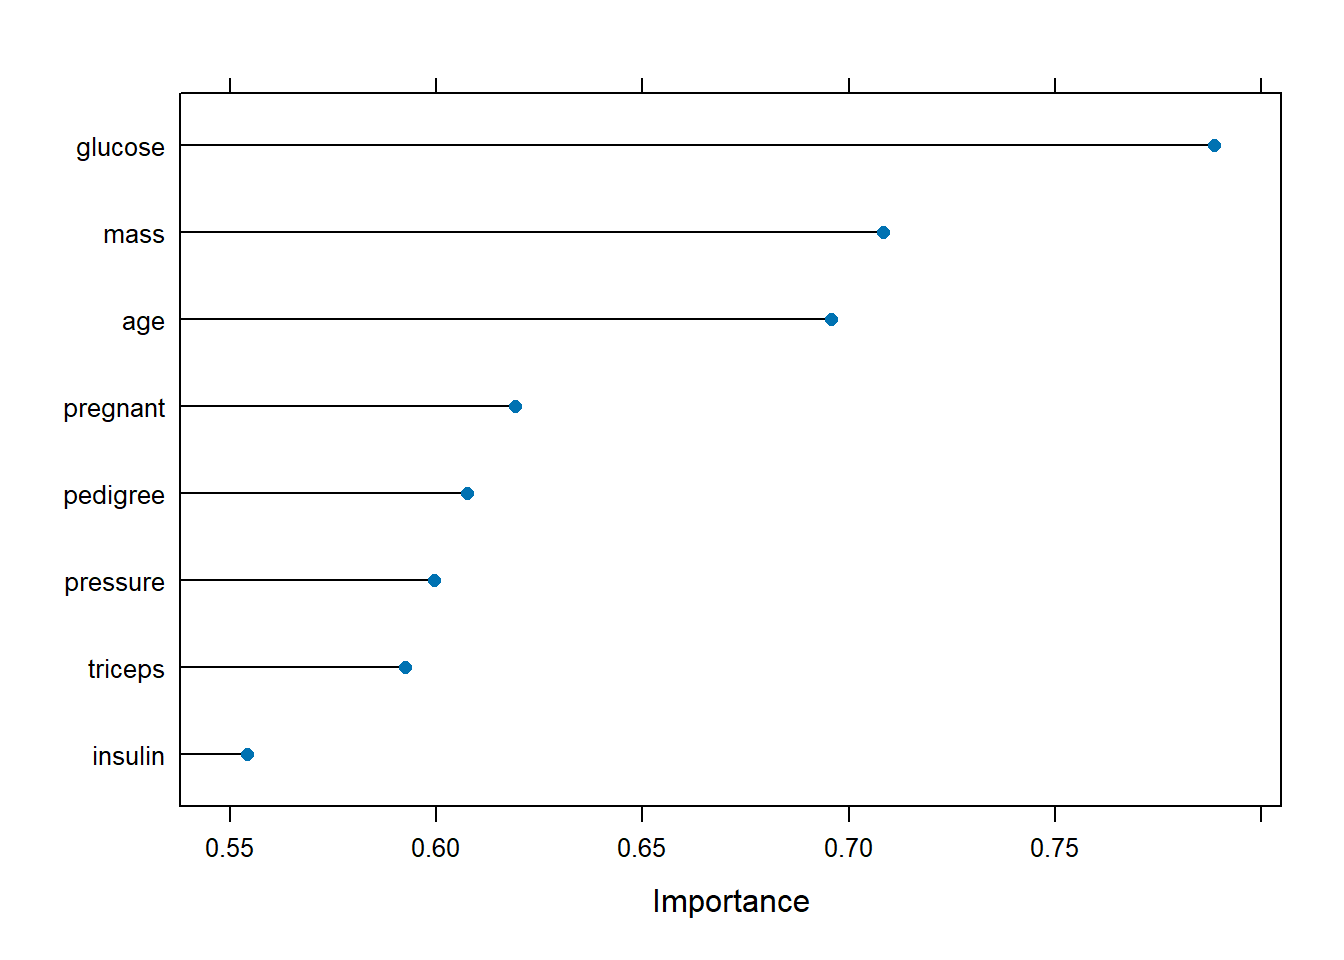 glucose
mass
age
pregnant
pedigree
pressure
triceps
insulin
0.55 0.60 0.65 0.70 0.75
Importance